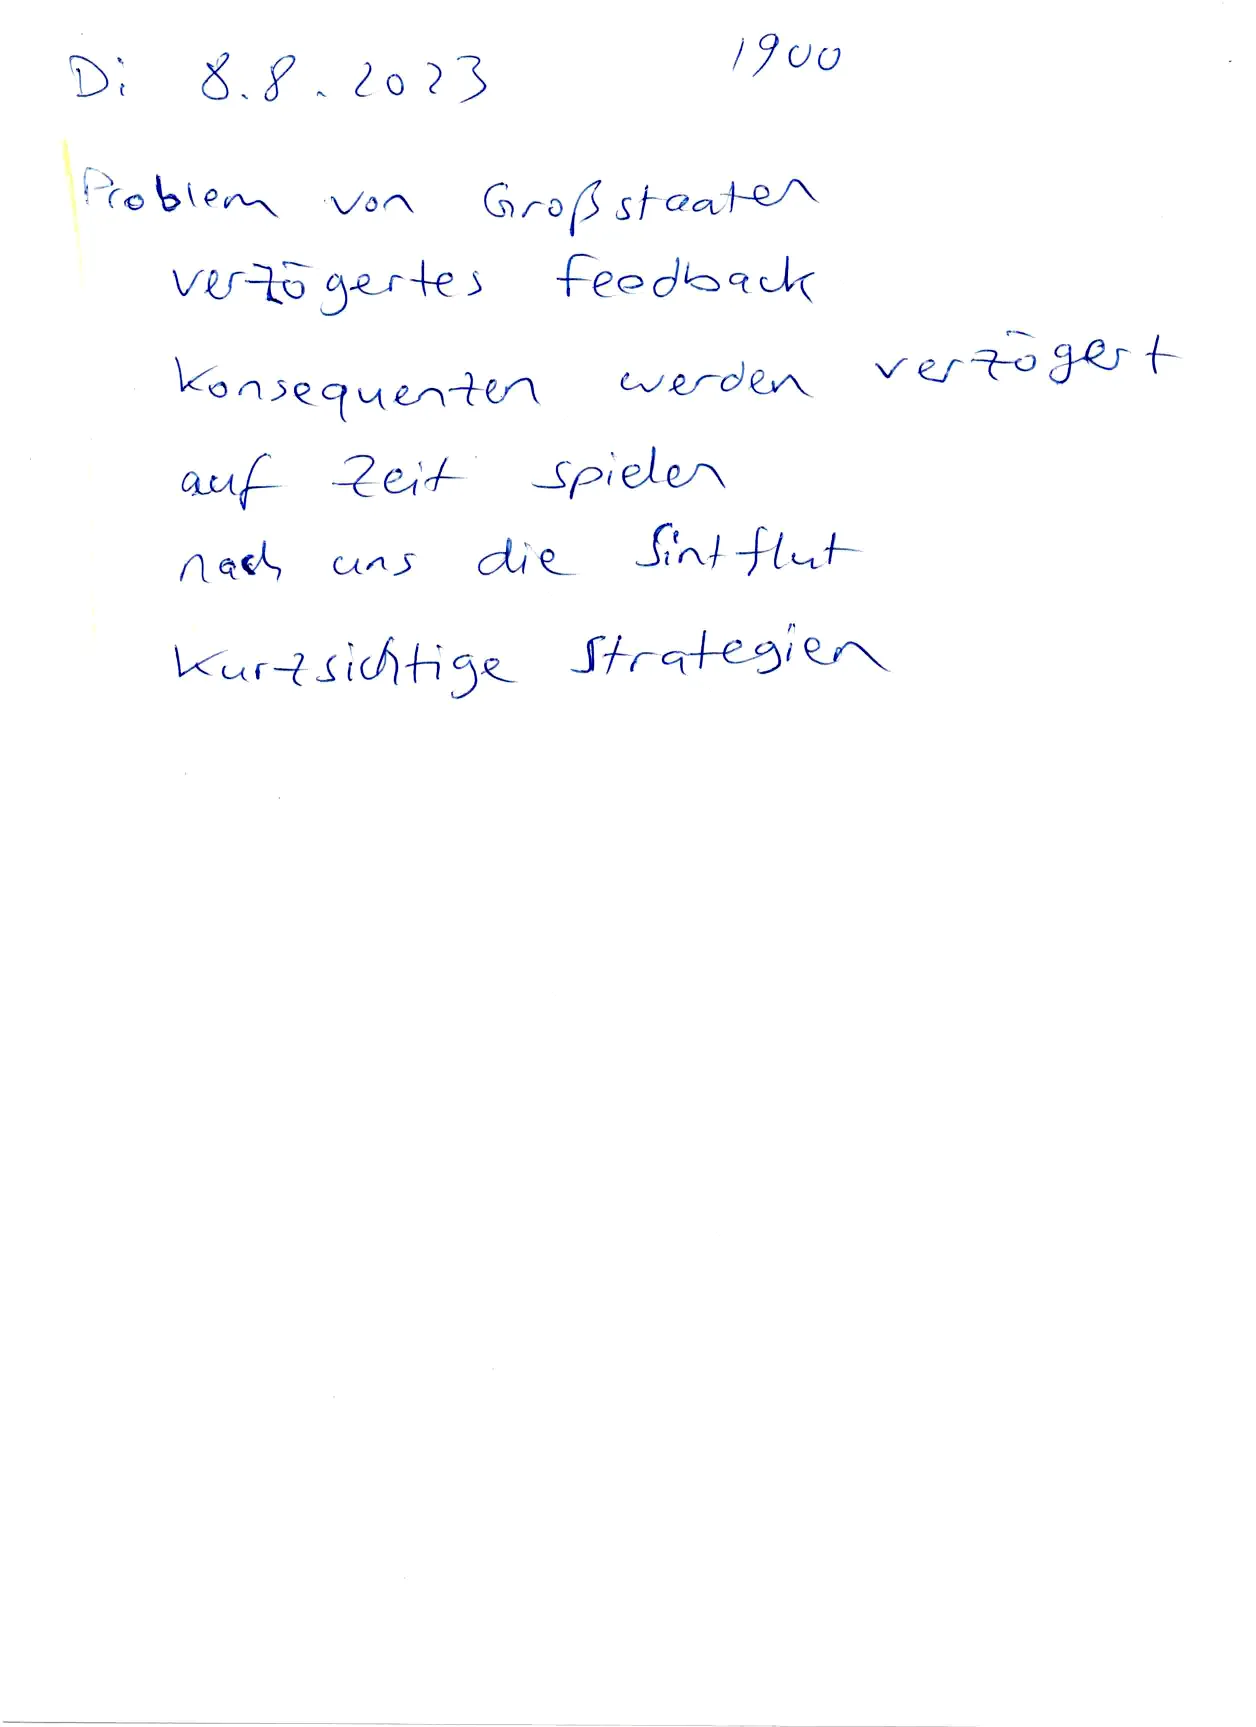 Di 8.8.2023 1900
Problem von Großstaaten
verzögertes Feedback
Konsequenzen werden verzögert
auf Zeit spielen
nach uns die Sintflut
Kurzsichtige Strategien